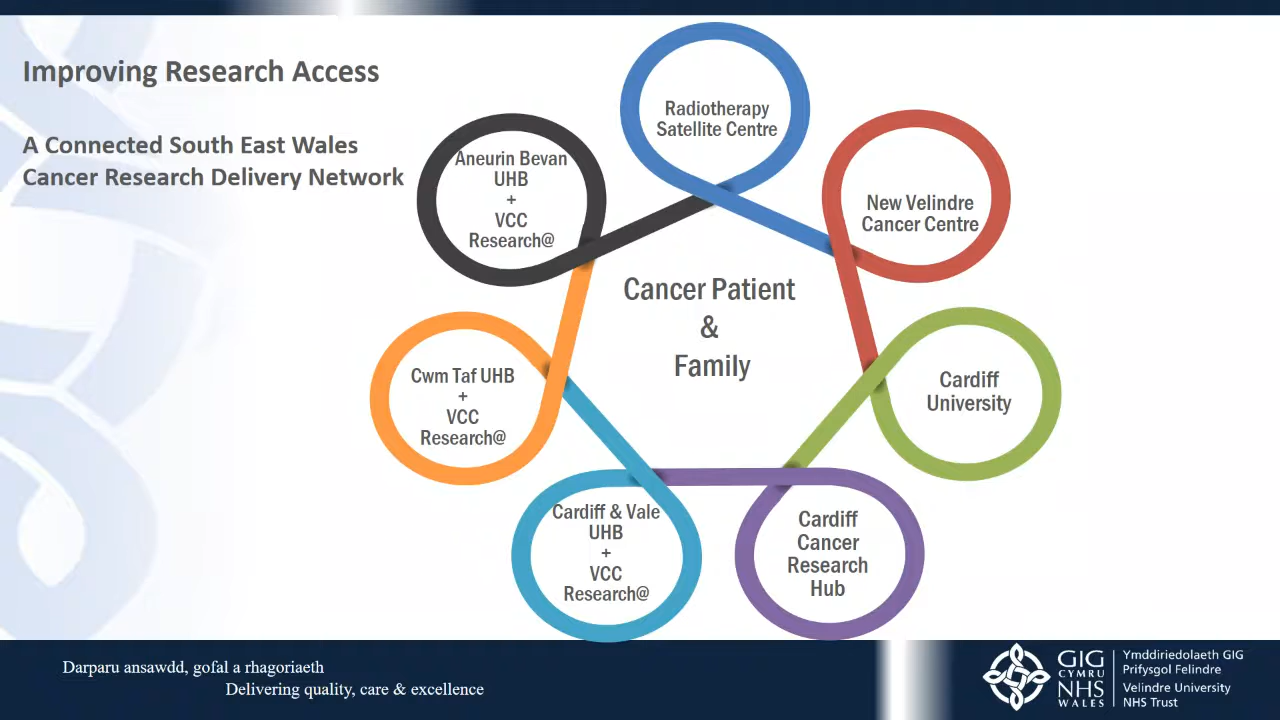 Improving Research Access
A Connected South East Wales
Cancer Research Delivery Network
Radiotherapy
Satellite Centre
Aneurin Bevan
UHB
+
VCC
Research@
New Velindre
Cancer Centre
Cancer Patient
&
Family
Cwm Taf UHB
+
VCC
Research@
Cardiff
University
Cardiff & Vale
UHB
+
VCC
Research@
Cardiff
Cancer
Research
Hub
Darparu ansawdd, gofal a rhagoriaeth
Delivering quality, care & excellence
GIG
CYMRU
NHS
WALES
Ymddiriedolaeth GIG
Prifysgol Felindre
Velindre University
NHS Trust